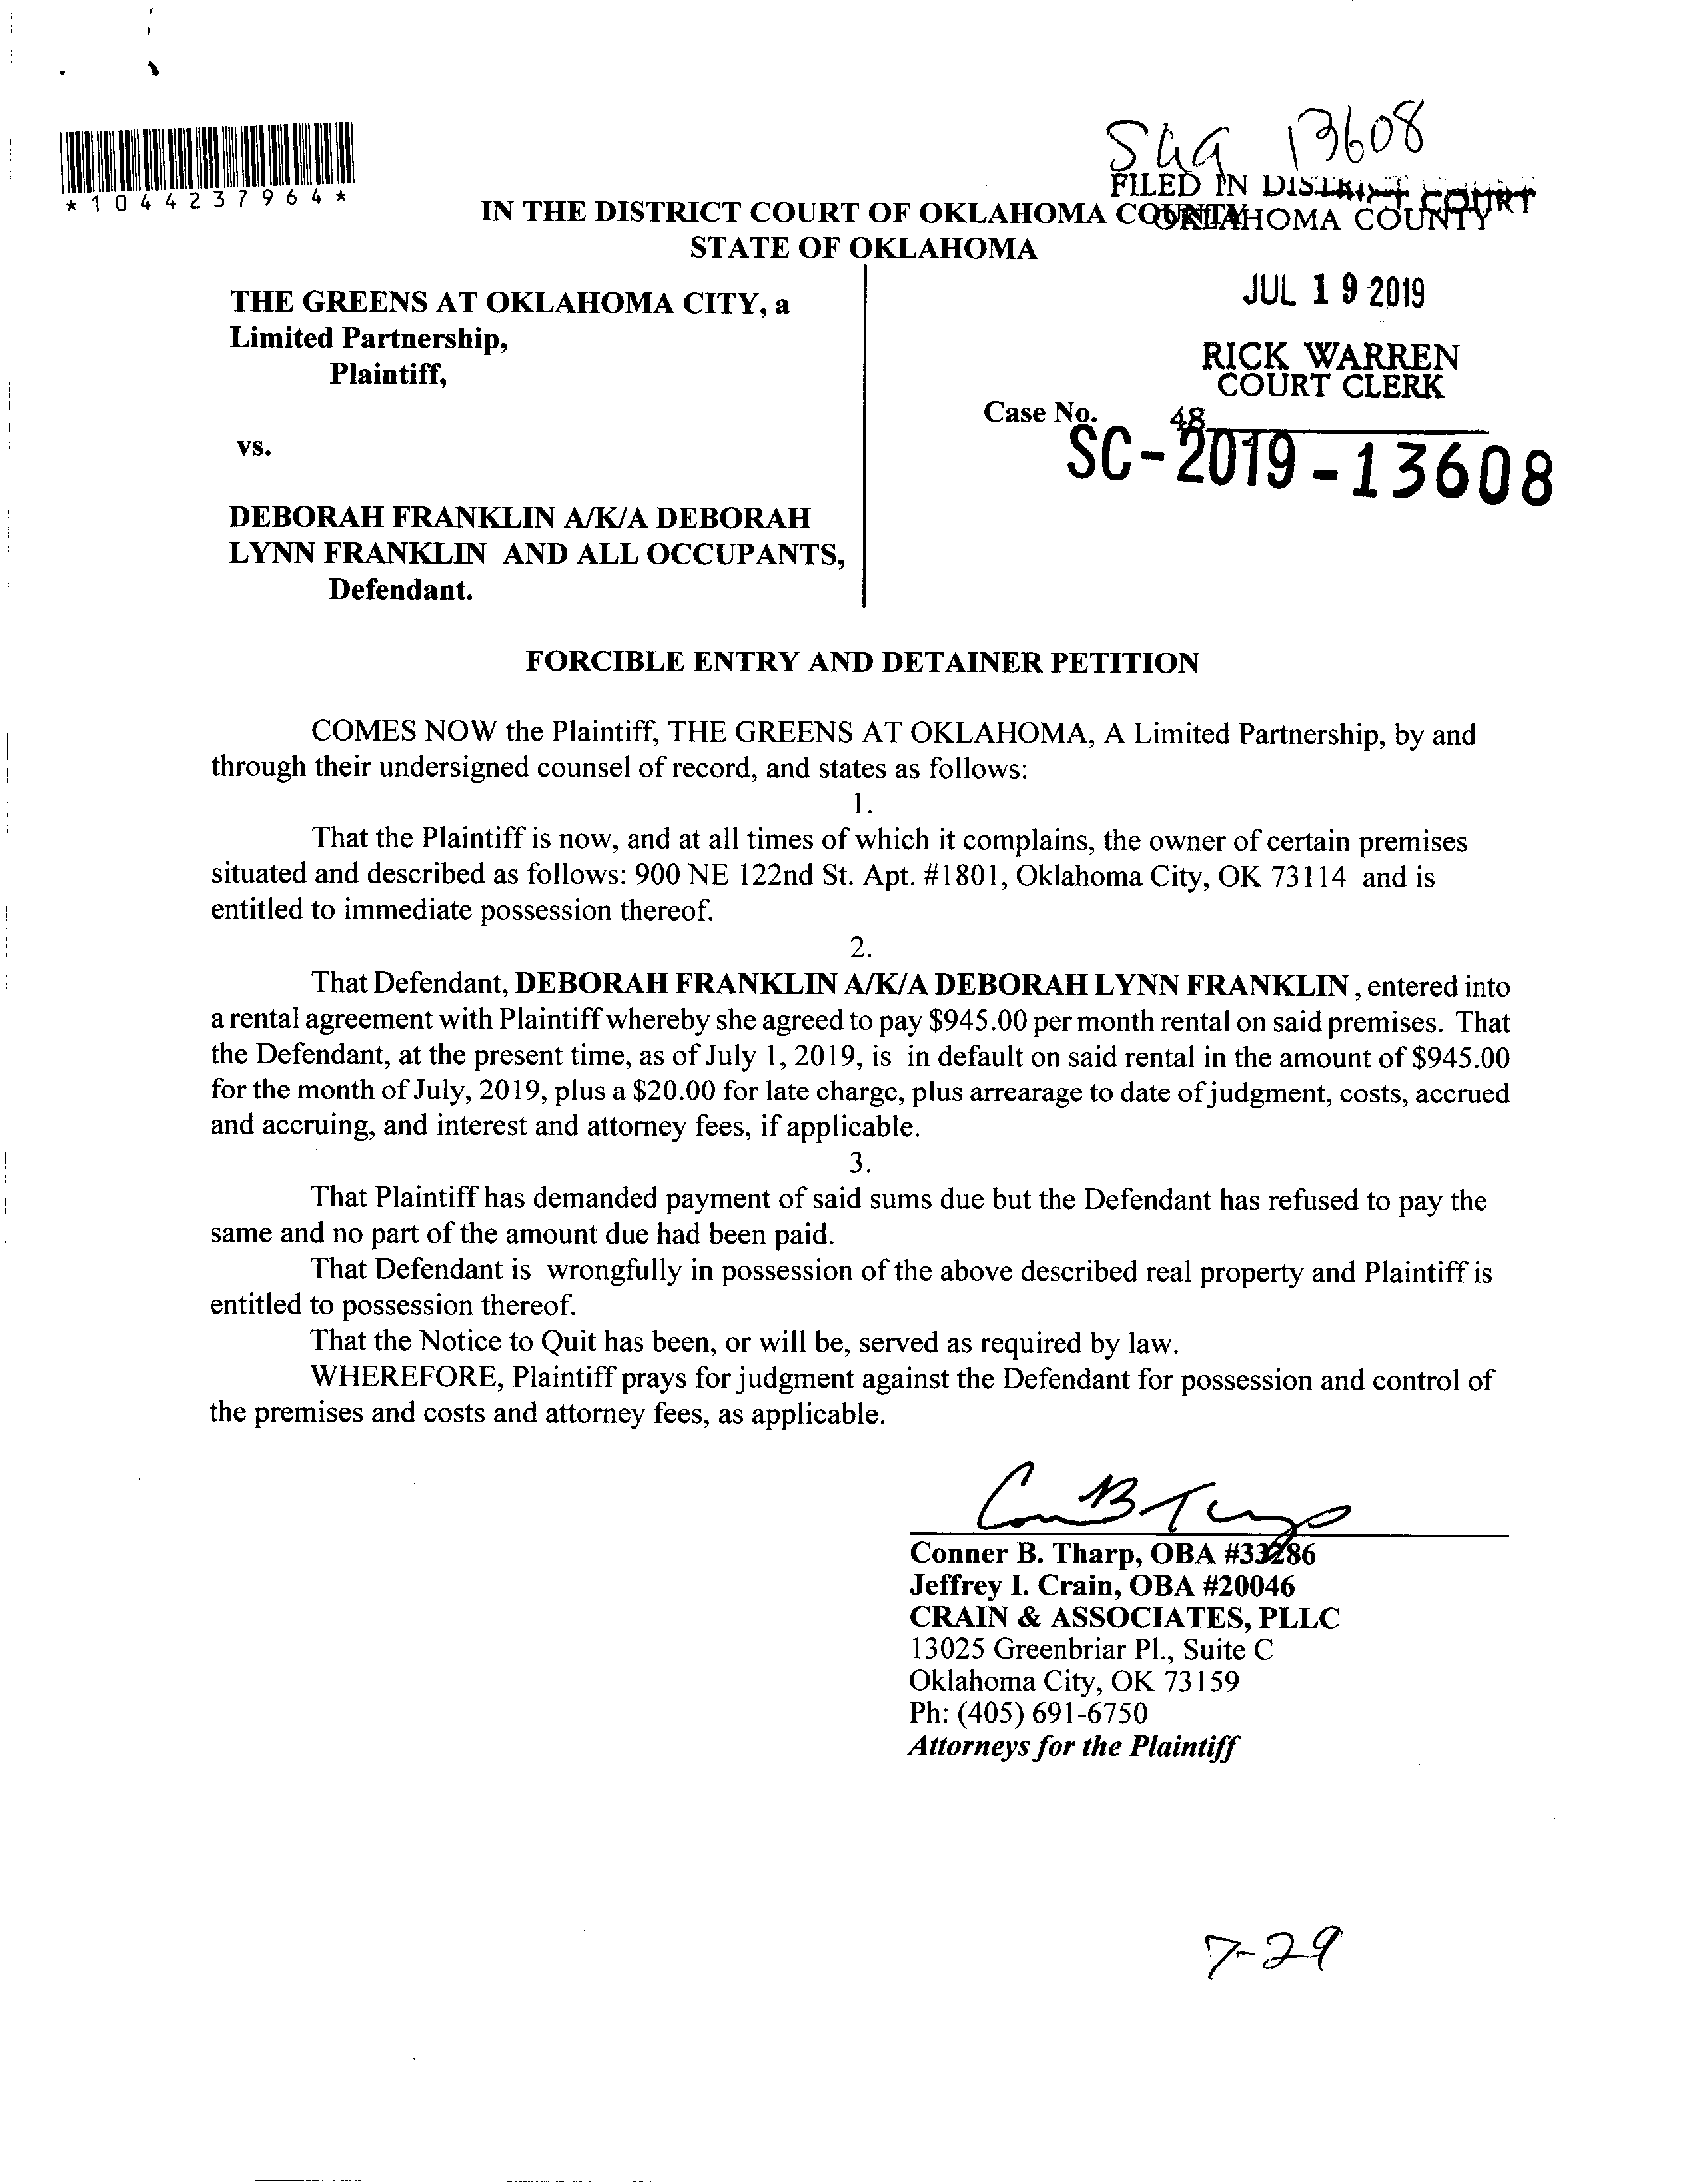 *1044237964*
13608
FILED IN DISTRICT COURT
OKLAHOMA COUNTY
IN THE DISTRICT COURT OF OKLAHOMA COUNTY
STATE OF OKLAHOMA
JUL 19 2019
RICK WARREN
COURT CLERK
48
THE GREENS AT OKLAHOMA CITY, a
Limited Partnership,
Plaintiff,
Case No.
SC-2019-13608
vs.
DEBORAH FRANKLIN A/K/A DEBORAH
LYNN FRANKLIN AND ALL OCCUPANTS,
Defendant.
FORCIBLE ENTRY AND DETAINER PETITION
COMES NOW the Plaintiff, THE GREENS AT OKLAHOMA, A Limited Partnership, by and
through their undersigned counsel of record, and states as follows:
1.
That the Plaintiff is now, and at all times of which it complains, the owner of certain premises
situated and described as follows: 900 NE 122nd St. Apt. #1801, Oklahoma City, OK 73114 and is
entitled to immediate possession thereof.
2.
That Defendant, DEBORAH FRANKLIN A/K/A DEBORAH LYNN FRANKLIN , entered into
a rental agreement with Plaintiff whereby she agreed to pay $945.00 per month rental on said premises. That
the Defendant, at the present time, as of July 1, 2019, is in default on said rental in the amount of $945.00
for the month of July, 2019, plus a $20.00 for late charge, plus arrearage to date of judgment, costs, accrued
and accruing, and interest and attorney fees, if applicable.
3.
That Plaintiff has demanded payment of said sums due but the Defendant has refused to pay the
same and no part of the amount due had been paid.
That Defendant is wrongfully in possession of the above described real property and Plaintiff is
entitled to possession thereof.
That the Notice to Quit has been, or will be, served as required by law.
WHEREFORE, Plaintiff prays for judgment against the Defendant for possession and control of
the premises and costs and attorney fees, as applicable.
Conner B. Tharp, OBA #33286
Jeffrey I. Crain, OBA #20046
CRAIN & ASSOCIATES, PLLC
13025 Greenbriar Pl., Suite C
Oklahoma City, OK 73159
Ph: (405) 691-6750
Attorneys for the Plaintiff
7-29